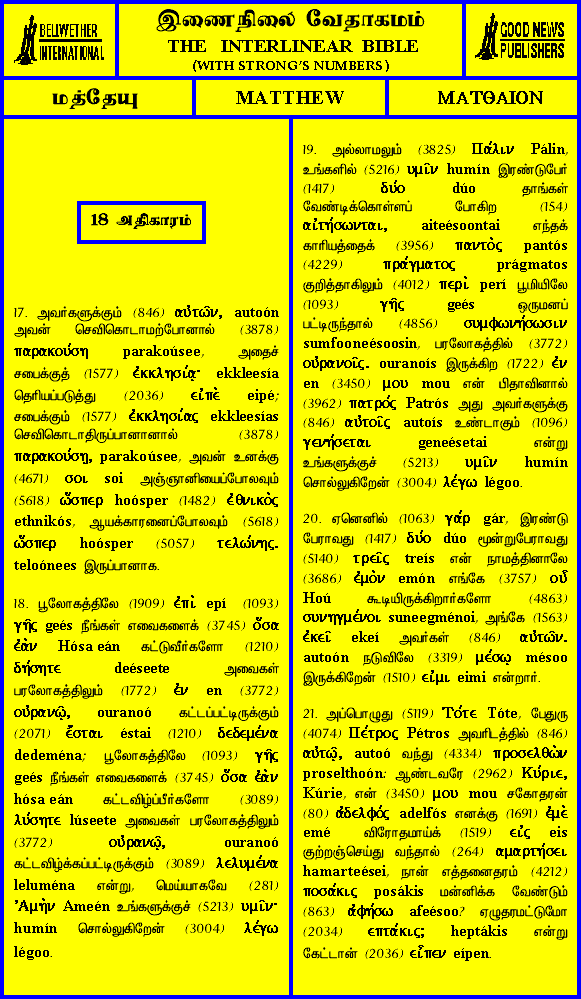 BELLWETHER
INTERNATIONAL
இணைநிலை வேதாகமம்
THE INTERLINEAR BIBLE
(WITH STRONG'S NUMBERS)
GOOD NEWS
PUBLISHERS
மத்தேயு
MATTHEW
ΜΑΤΘΑΙΟΝ
18 அதிகாரம்
17. அவர்களுக்கும் (846) αὐτῶν, autoón
அவன் செவிகொடாமற்போனால் (3878)
παρακούση parakoúsee, அதைச்
சபைக்குத் (1577) ἐκκλησίᾳ· ekkleesía
தெரியப்படுத்து (2036) εἰπὲ eipé;
சபைக்கும் (1577) ἐκκλησίας ekkleesías
செவிகொடாதிருப்பானானால் (3878)
παρακούσῃ, parakoúsee, அவன் உனக்கு
(4671) σοι soi அஞ்ஞானியைப்போலவும்
(5618) ὥσπερ hoósper (1482) ἐθνικὸς
ethnikós, ஆயக்காரனைப்போலவும் (5618)
ὥσπερ hoósper (5057) τελώνης.
teloónees இருப்பானாக.
18. பூலோகத்திலே (1909) ἐπὶ epí (1093)
γῆς geés நீங்கள் எவைகளைக் (3745) ὅσα
ἐὰν Hósa eán கட்டுவீர்களோ (1210)
δήσητε deéseete அவைகள்
பரலோகத்திலும் (1772) ἐν en (3772)
οὐρανῷ, ouranoó கட்டப்பட்டிருக்கும்
(2071) ἔσται éstai (1210) δεδεμένα
dedeména; பூலோகத்திலே (1093) γῆς
geés நீங்கள் எவைகளைக் (3745) ὅσα ἐὰν
hósa eán கட்டவிழ்ப்பீர்களோ (3089)
λύσητε lúseete அவைகள் பரலோகத்திலும்
(3772) οὐρανῷ, ouranoó
கட்டவிழ்க்கப்பட்டிருக்கும் (3089) λελυμένα
leluména என்று, மெய்யாகவே (281)
Ἀμὴν Ameén உங்களுக்குச் (5213) υμῖν·
humín சொல்லுகிறேன் (3004) λέγω
légoo.
19. அல்லாமலும் (3825) Πάλιν Pálin,
உங்களில் (5216) υμῖν humín இரண்டுபேர்
(1417) δύο dúo தாங்கள்
வேண்டிக்கொள்ளப் போகிற (154)
αἰτήσωνται, aiteésoontai எந்தக்
காரியத்தைக் (3956) παντὸς pantós
(4229) πράγματος prágmatos
குறித்தாகிலும் (4012) περὶ perí பூமியிலே
(1093) γῆς geés ஒருமனப்
பட்டிருந்தால் (4856) συμφωνήσωσιν
sumfooneésoosin, பரலோகத்தில் (3772)
οὐρανοῖς. ouranoís இருக்கிற (1722) ἐν
en (3450) μου mou என் பிதாவினால்
(3962) πατρός Patrós அது அவர்களுக்கு
(846) αὐτοῖς autoís உண்டாகும் (1096)
γενήσεται geneésetai என்று
உங்களுக்குச் (5213) υμῖν humín
சொல்லுகிறேன் (3004) λέγω légoo.
20. ஏனெனில் (1063) γάρ gár, இரண்டு
பேராவது (1417) δύο dúo மூன்றுபேராவது
(5140) τρεῖς treís என் நாமத்தினாலே
(3686) ἐμὸν emón எங்கே (3757) οὗ
Hoú கூடியிருக்கிறார்களோ (4863)
συνηγμένοι suneegménoi, அங்கே (1563)
ἐκεῖ ekeí அவர்கள் (846) αὐτῶν.
autoón நடுவிலே (3319) μέσῳ mésoo
இருக்கிறேன் (1510) εἰμι eimi என்றார்.
21. அப்பொழுது (5119) Τότε Tóte, பேதுரு
(4074) Πέτρος Pétros அவரிடத்தில் (846)
αὐτῷ, autoó வந்து (4334) προσελθὼν
proselthoón; ஆண்டவரே (2962) Κύριε,
Kúrie, என் (3450) μου mou சகோதரன்
(80) ἀδελφός adelfós எனக்கு (1691) ἐμὲ
emé விரோதமாய்க் (1519) εἰς eis
குற்றஞ்செய்து வந்தால் (264) αμαρτήσει
hamarteései, நான் எத்தனைதரம் (4212)
ποσάκις posákis மன்னிக்க வேண்டும்
(863) ἀφήσω afeésoo? ஏழுதரமட்டுமோ
(2034) επτάκις; heptákis என்று
கேட்டான் (2036) εἶπεν eípen.